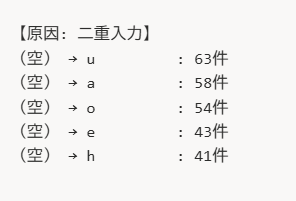 【原因: 二重入力】
（空） → u : 63件
（空） → a : 58件
（空） → o : 54件
（空） → e : 43件
（空） → h : 41件